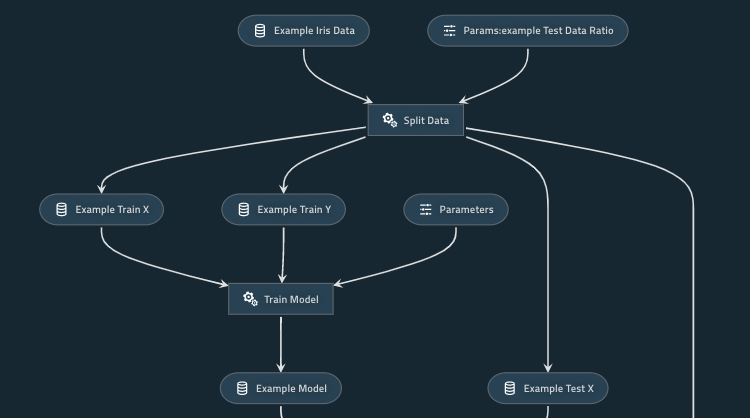 Example Iris Data
Params:example Test Data Ratio
Split Data
Example Train X
Example Train Y
Parameters
Train Model
Example Model
Example Test X